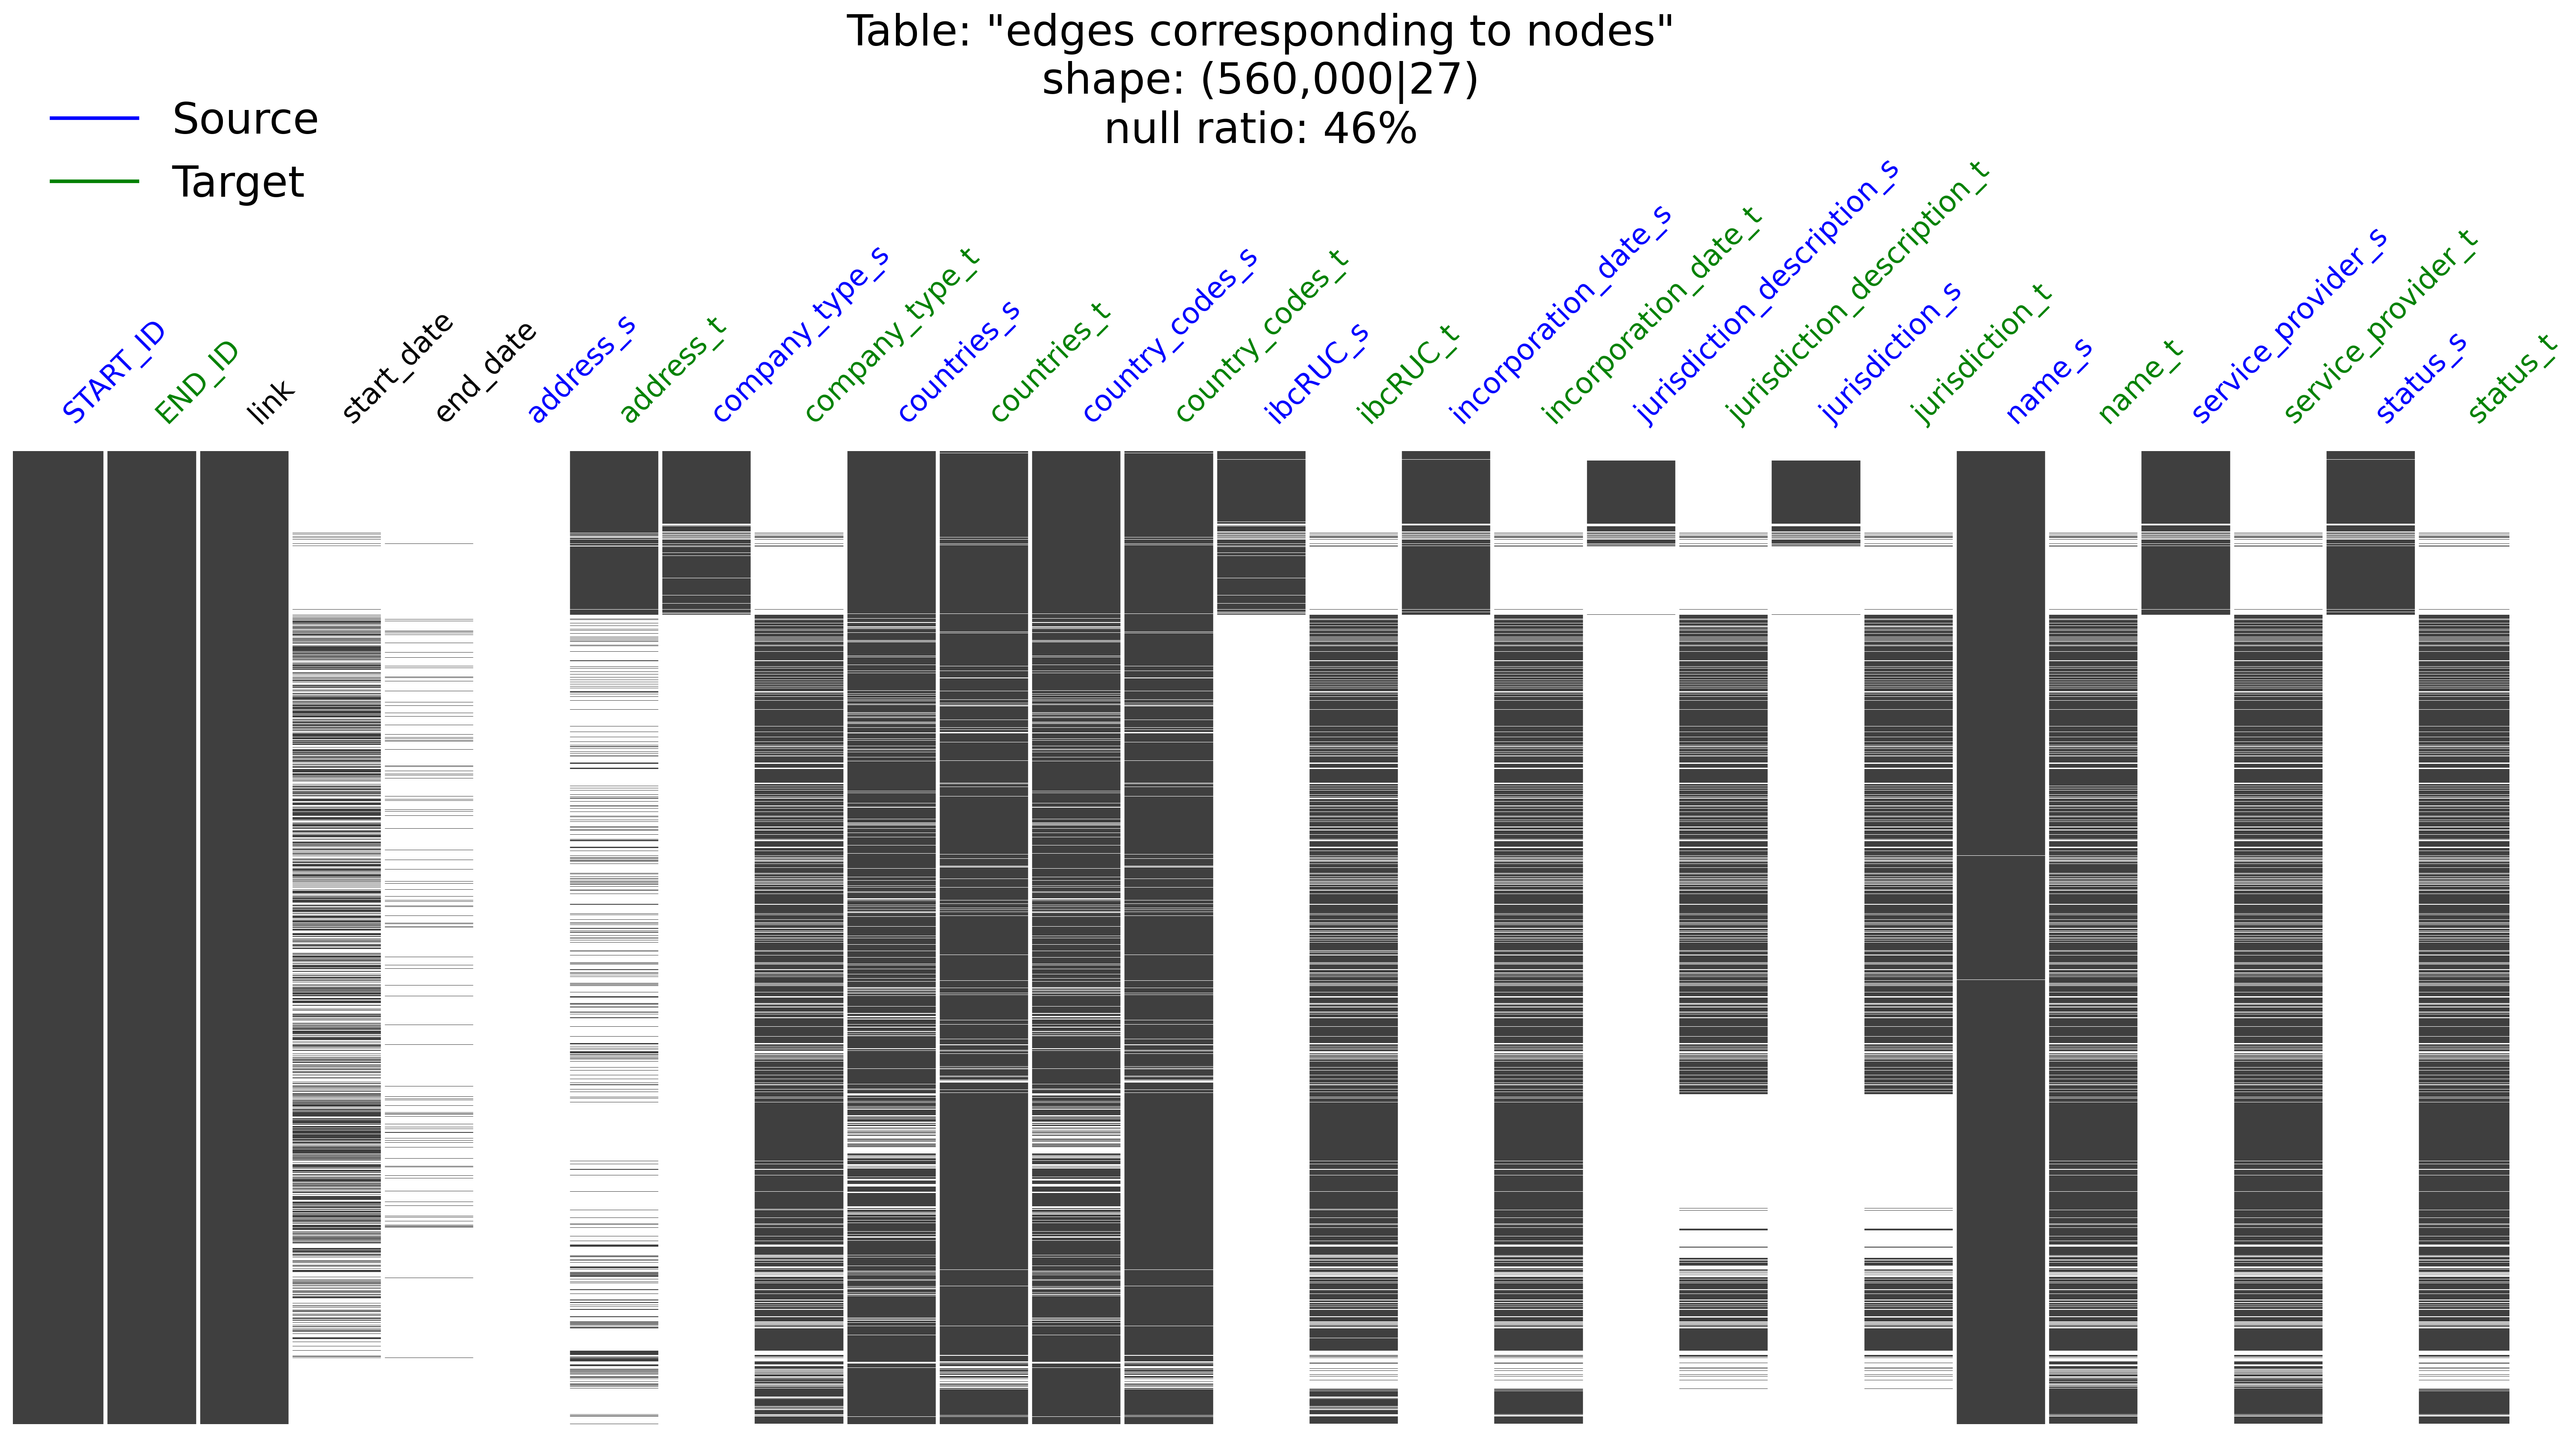 Table: "edges corresponding to nodes"
shape: (560,000|27)
null ratio: 46%
Source
Target
START_ID
END_ID
link
start_date
end_date
address_s
address_t
company_type_s
company_type_t
countries_s
countries_t
country_codes_s
country_codes_t
ibcRUC_s
ibcRUC_t
incorporation_date_s
incorporation_date_t
jurisdiction_description_s
jurisdiction_description_t
jurisdiction_s
jurisdiction_t
name_s
name_t
service_provider_s
service_provider_t
status_s
status_t